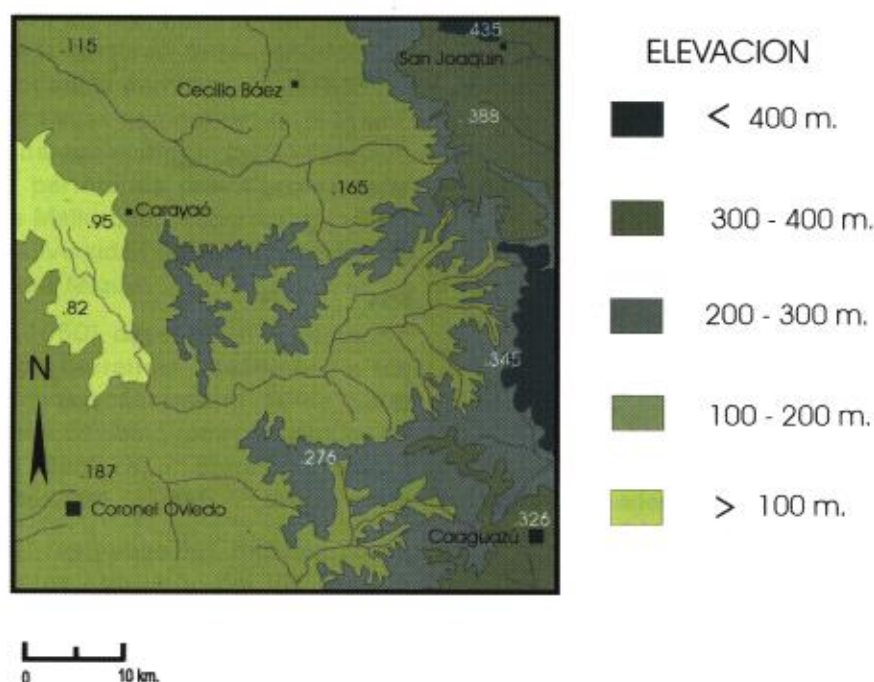 .435
.115
San Joaquin
Cecilio Báez
.388
.165
.95
Carayaó
.82
N
.345
.276
.187
Coronel Oviedo
.326
Caaguazú
0
10 km.
ELEVACION
< 400 m.
300 - 400 m.
200 - 300 m.
100 - 200 m.
> 100 m.